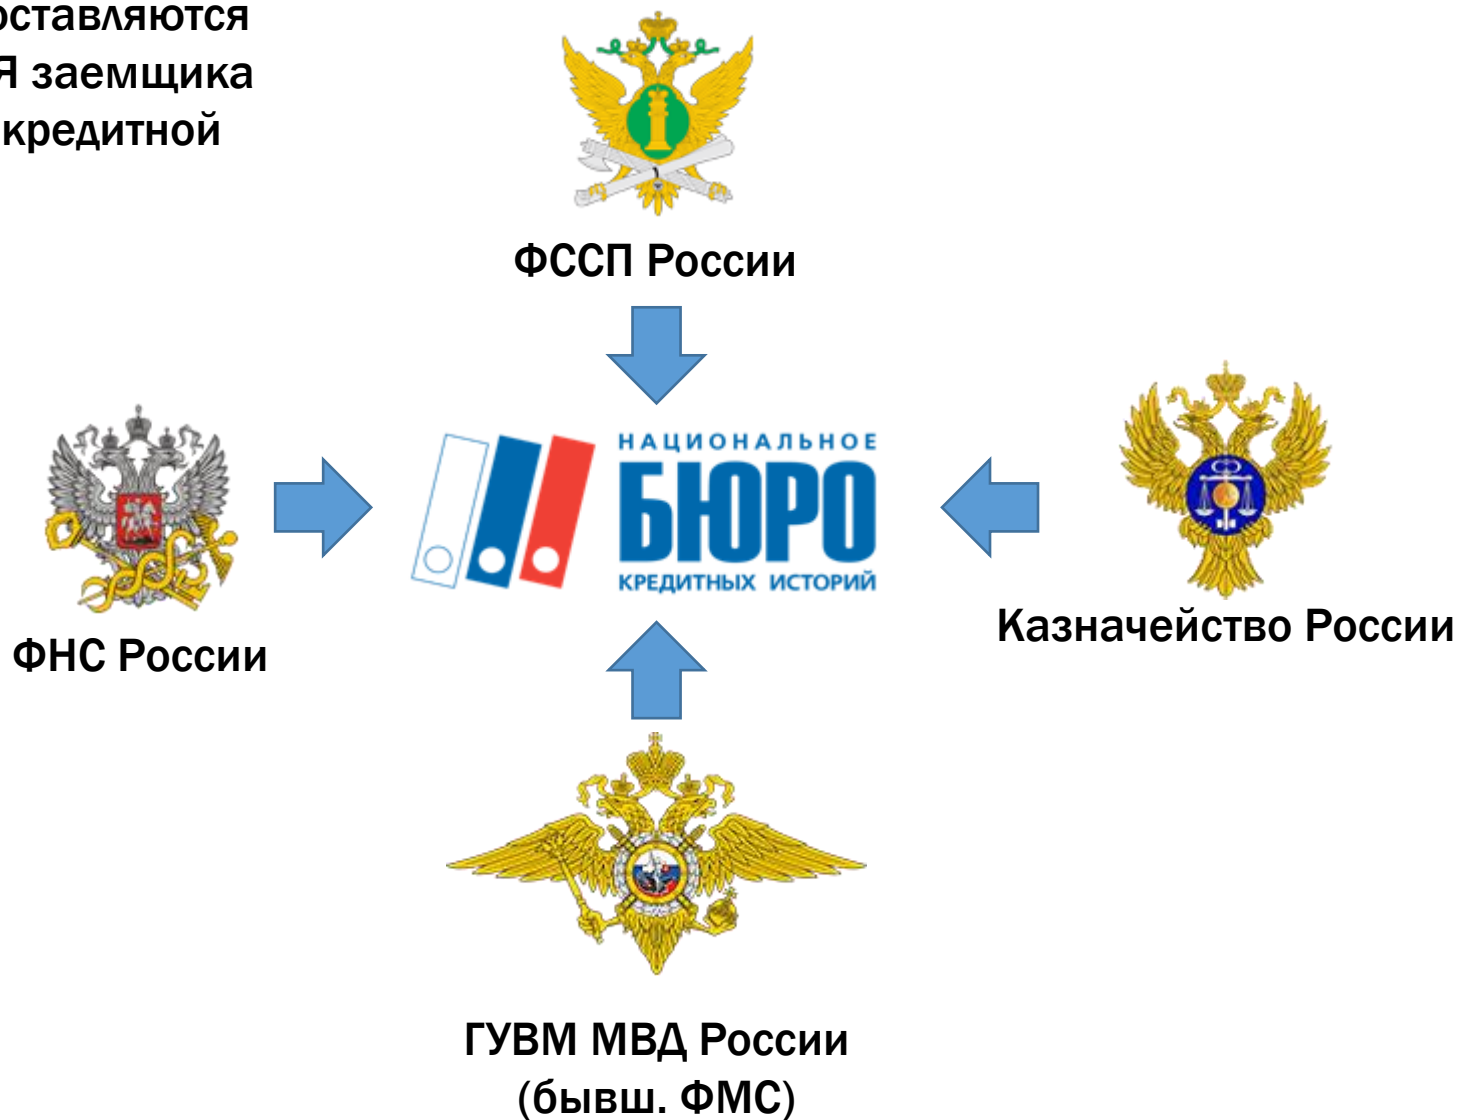 оставляются
Я заемщика
кредитной
ФССП России
НАЦИОНАЛЬНОЕ
БЮРО
КРЕДИТНЫХ ИСТОРИЙ
ФНС России
Казначейство России
ГУВМ МВД России
(бывш. ФМС)